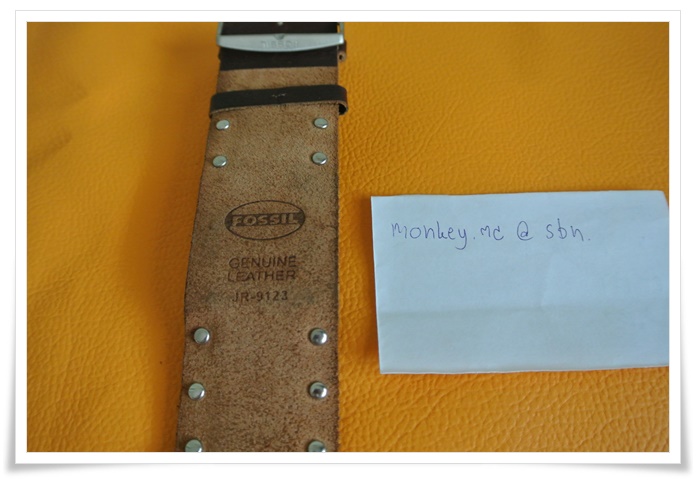 FOSSIL
GENUINE
LEATHER
JR-9123
monkey.mc @ sbn.